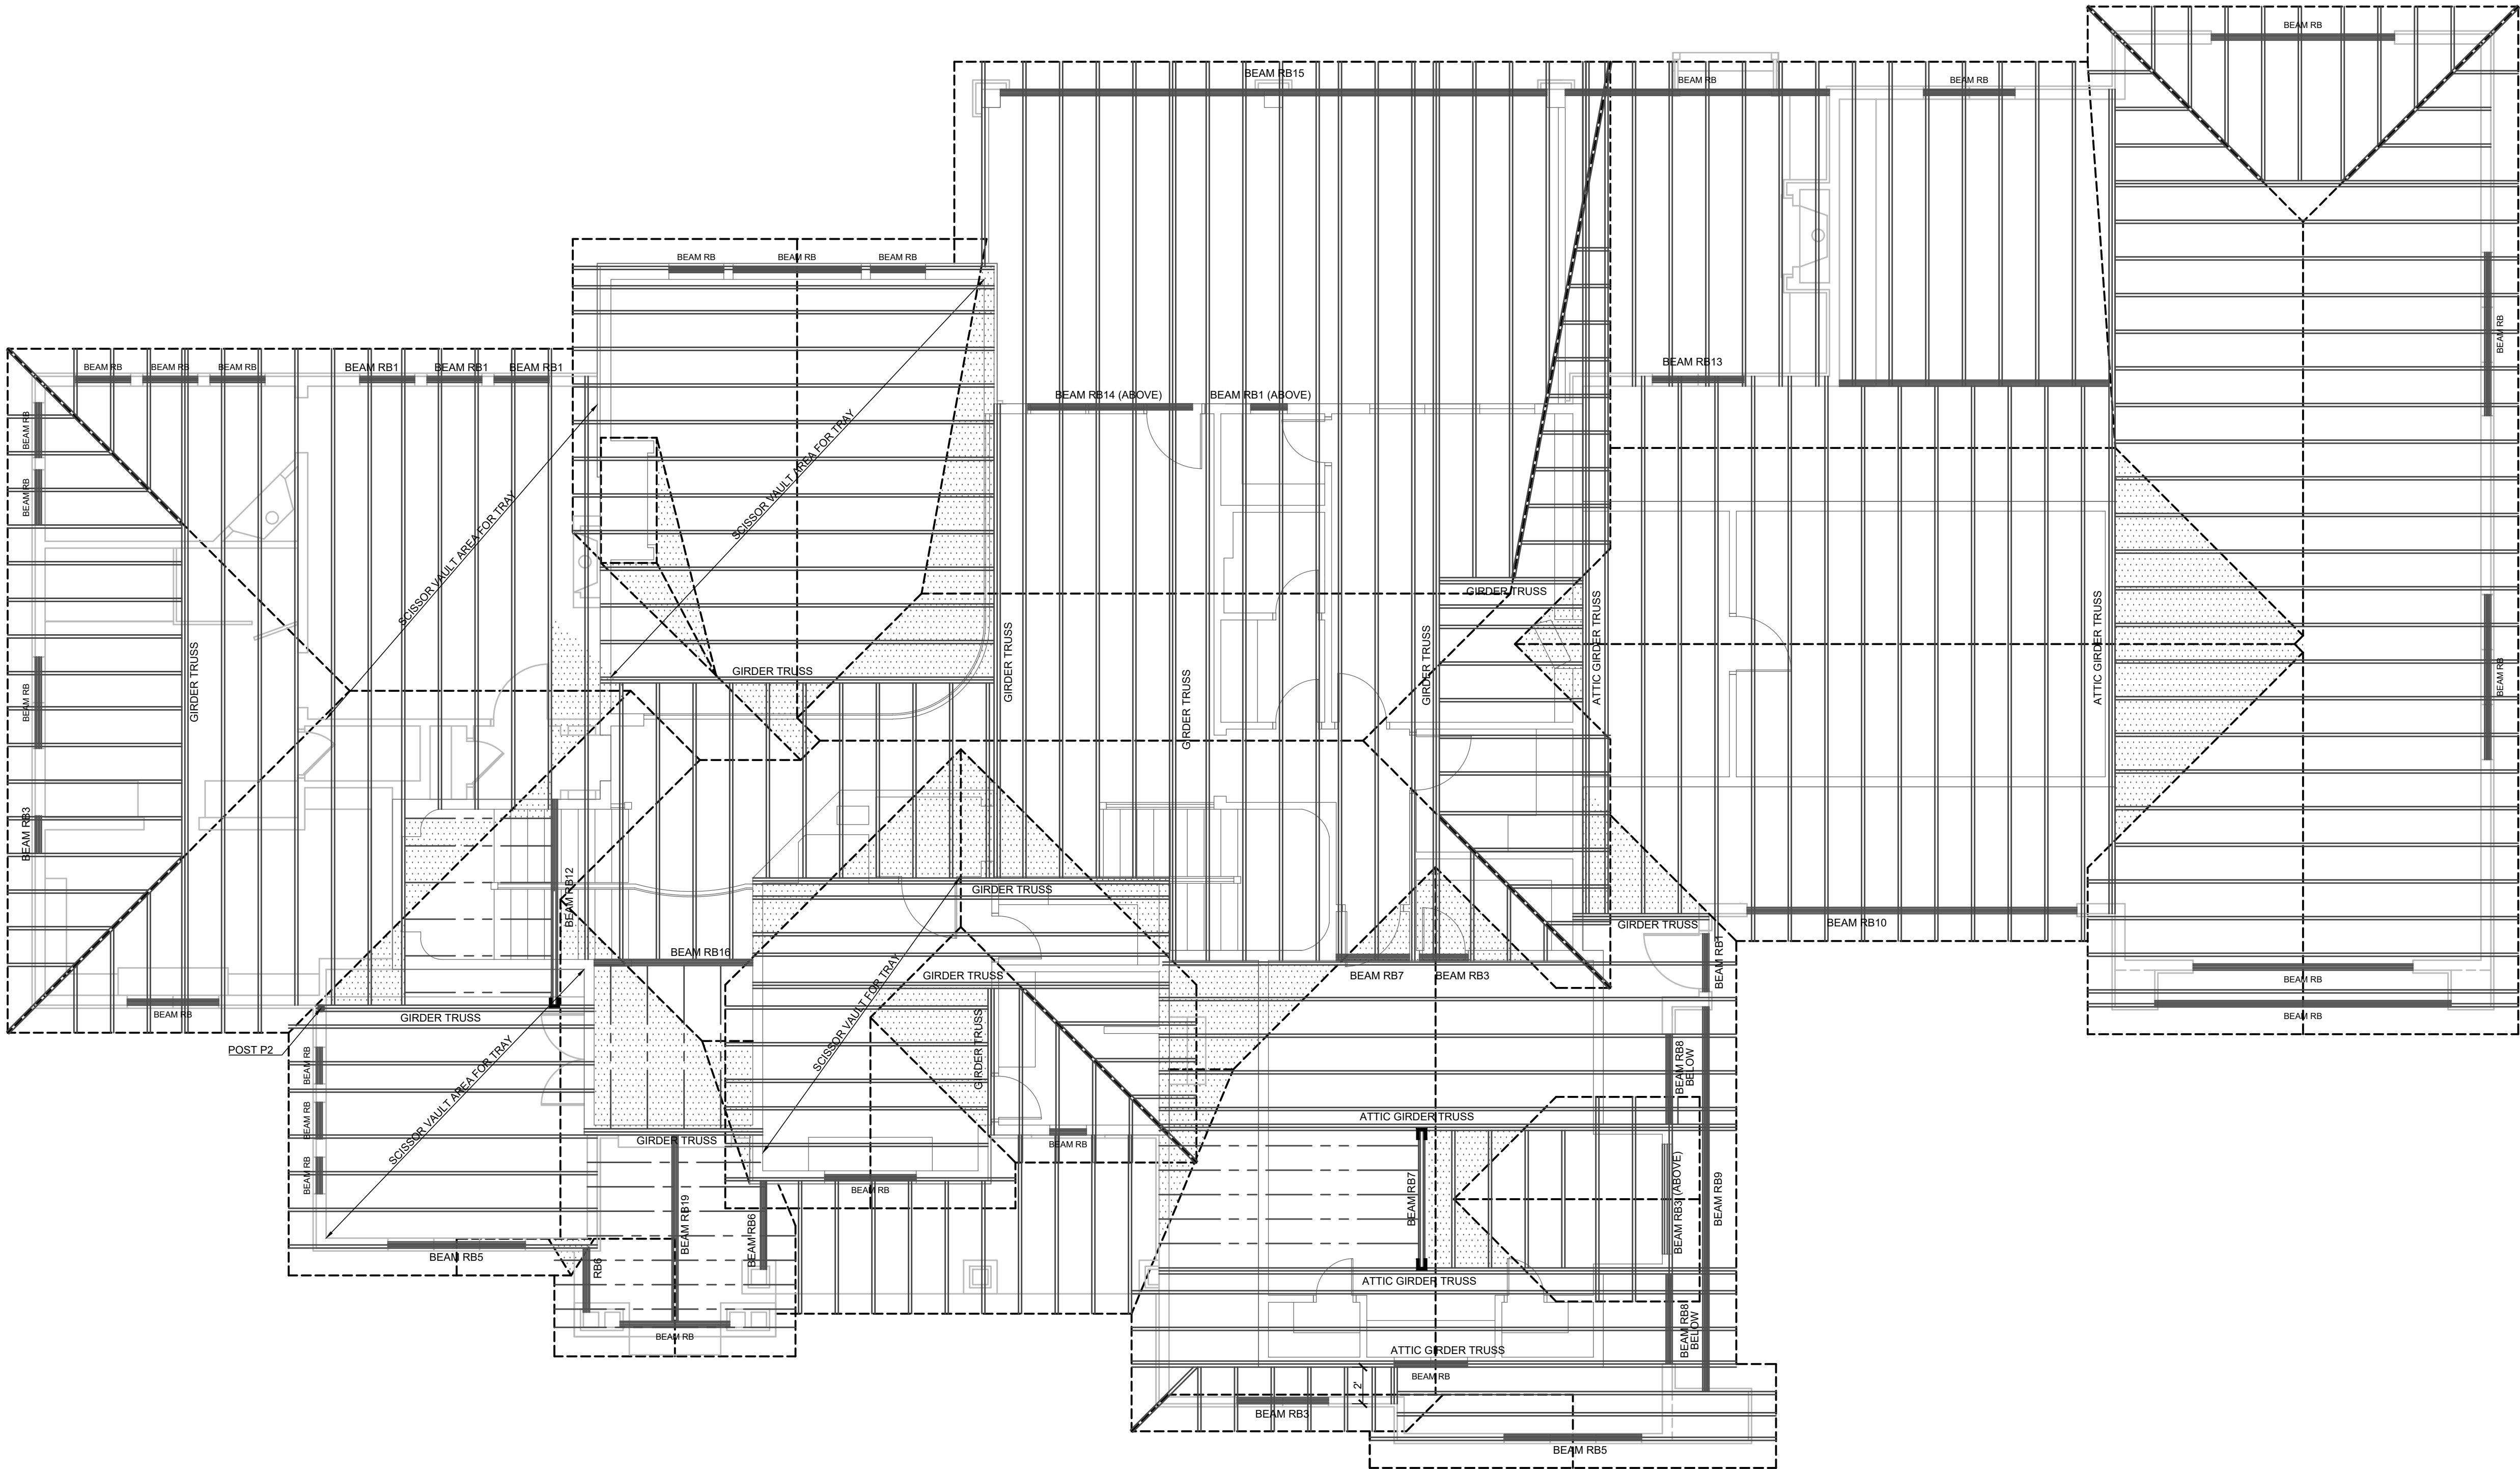 BEAM RB
BEAM RB15
BEAM RB
BEAM RB
BEAM RB
BEAM RB
BEAM RB
BEAM RB
BEAM RB
BEAM RB
BEAM RB
BEAM RB1
BEAM RB1
BEAM RB1
BEAM RB13
BEAM RB14 (ABOVE)
BEAM RB1 (ABOVE)
BEAM RB
BEAM RB
SCISSOR VAULT AREA FOR TRAY
SCISSOR VAULT AREA FOR TRAY
GIRDER TRUSS
ATTIC GIRDER TRUSS
ATTIC GIRDER TRUSS
GIRDER TRUSS
GIRDER TRUSS
GIRDER TRUSS
GIRDER TRUSS
GIRDER TRUSS
GIRDER TRUSS
BEAM RB
BEAM RB
BEAM RB3
BEAM RB12
GIRDER TRUSS
BEAM RB10
GIRDER TRUSS
BEAM RB1
BEAM RB16
GIRDER TRUSS
BEAM RB7
BEAM RB3
BEAM RB
BEAM RB
BEAM RB
GIRDER TRUSS
POST P2
SCISSOR VAULT AREA FOR TRAY
SCISSOR VAULT FOR TRAY
GIRDER TRUSS
BEAM RB
BEAM RB
BEAM RB
BEAM RB8
BELOW
ATTIC GIRDER TRUSS
GIRDER TRUSS
BEAM RB
BEAM RB
BEAM RB7
BEAM RB3 (ABOVE)
BEAM RB9
BEAM RB19
BEAM RB6
BEAM RB5
RB6
ATTIC GIRDER TRUSS
BEAM RB
BEAM RB8
BELOW
ATTIC GIRDER TRUSS
BEAM RB
2'
BEAM RB3
BEAM RB5